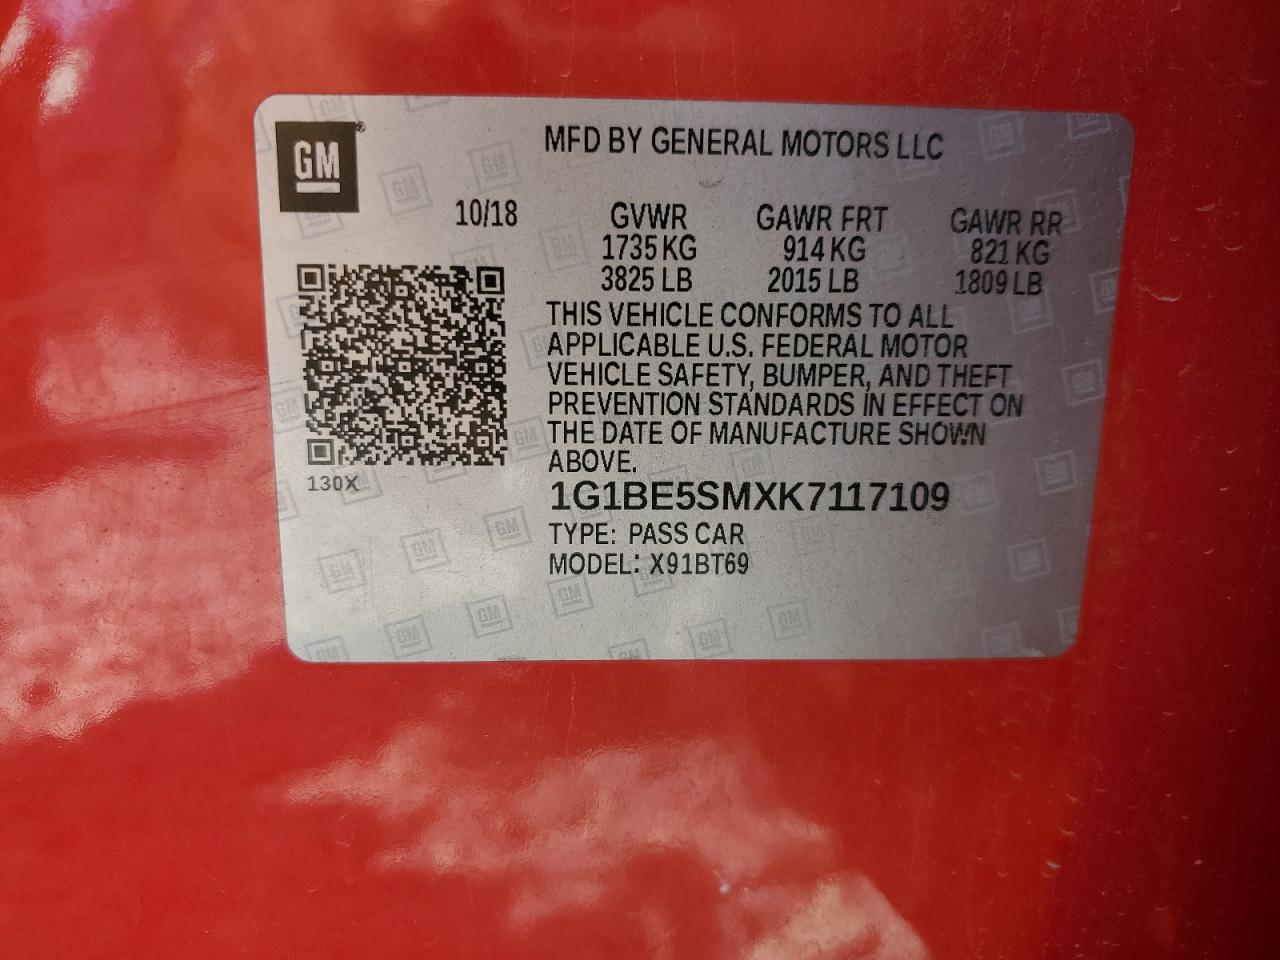 GM
MFD BY GENERAL MOTORS LLC
10/18 GVWR GAWR FRT GAWR RR
1735 KG 914 KG 821 KG
3825 LB 2015 LB 1809 LB
THIS VEHICLE CONFORMS TO ALL
APPLICABLE U.S. FEDERAL MOTOR
VEHICLE SAFETY, BUMPER, AND THEFT
PREVENTION STANDARDS IN EFFECT ON
THE DATE OF MANUFACTURE SHOWN
ABOVE.
130X
1G1BE5SMXK7117109
TYPE: PASS CAR
MODEL: X91BT69